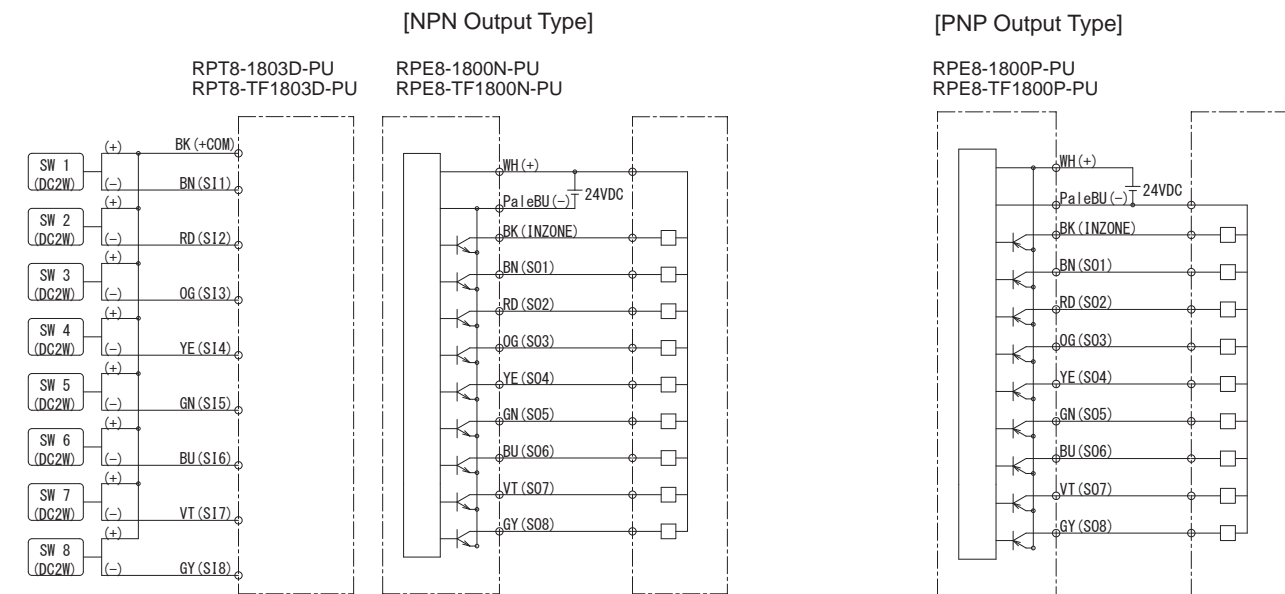 [NPN Output Type]
[PNP Output Type]
RPT8-1803D-PU
RPT8-TF1803D-PU
RPE8-1800N-PU
RPE8-TF1800N-PU
RPE8-1800P-PU
RPE8-TF1800P-PU
SW 1
(DC2W)
(+)
(-)
BK(+COM)
BN(SI1)
SW 2
(DC2W)
(+)
(-)
RD(SI2)
SW 3
(DC2W)
(+)
(-)
OG(SI3)
SW 4
(DC2W)
(+)
(-)
YE(SI4)
SW 5
(DC2W)
(+)
(-)
GN(SI5)
SW 6
(DC2W)
(+)
(-)
BU(SI6)
SW 7
(DC2W)
(+)
(-)
VT(SI7)
SW 8
(DC2W)
(+)
(-)
GY(SI8)
WH(+)
24VDC
PaleBU(-)
BK(INZONE)
BN(SO1)
RD(SO2)
OG(SO3)
YE(SO4)
GN(SO5)
BU(SO6)
VT(SO7)
GY(SO8)
WH(+)
24VDC
PaleBU(-)
BK(INZONE)
BN(SO1)
RD(SO2)
OG(SO3)
YE(SO4)
GN(SO5)
BU(SO6)
VT(SO7)
GY(SO8)